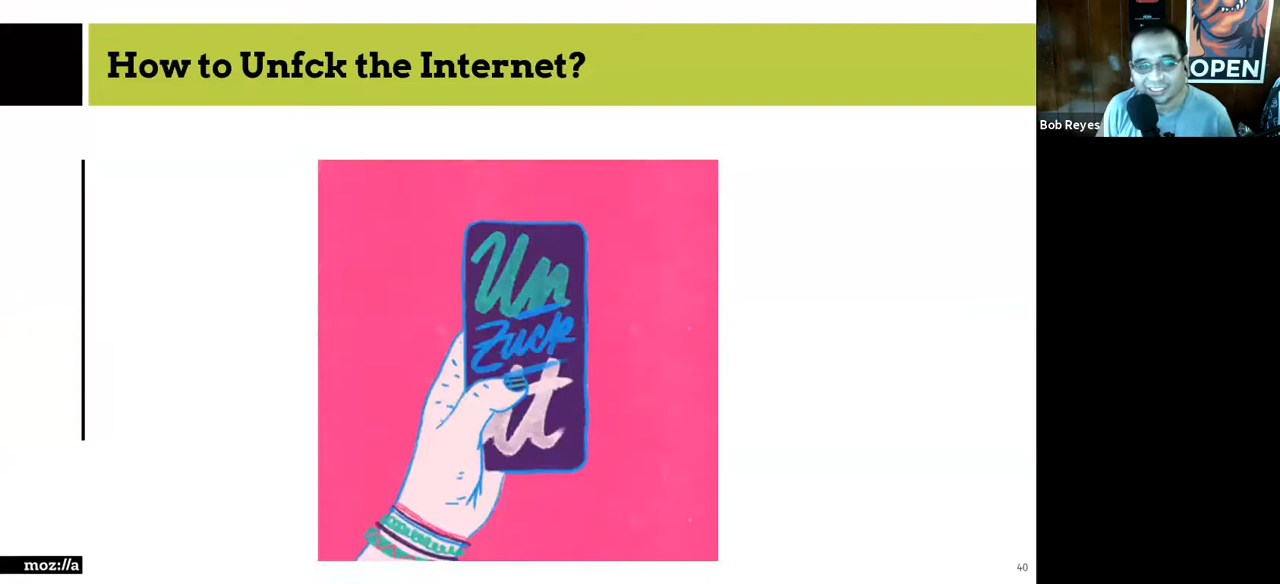 How to Unfck the Internet?
OPEN
Bob Reyes
Un
Zuck
it
moz://a
40